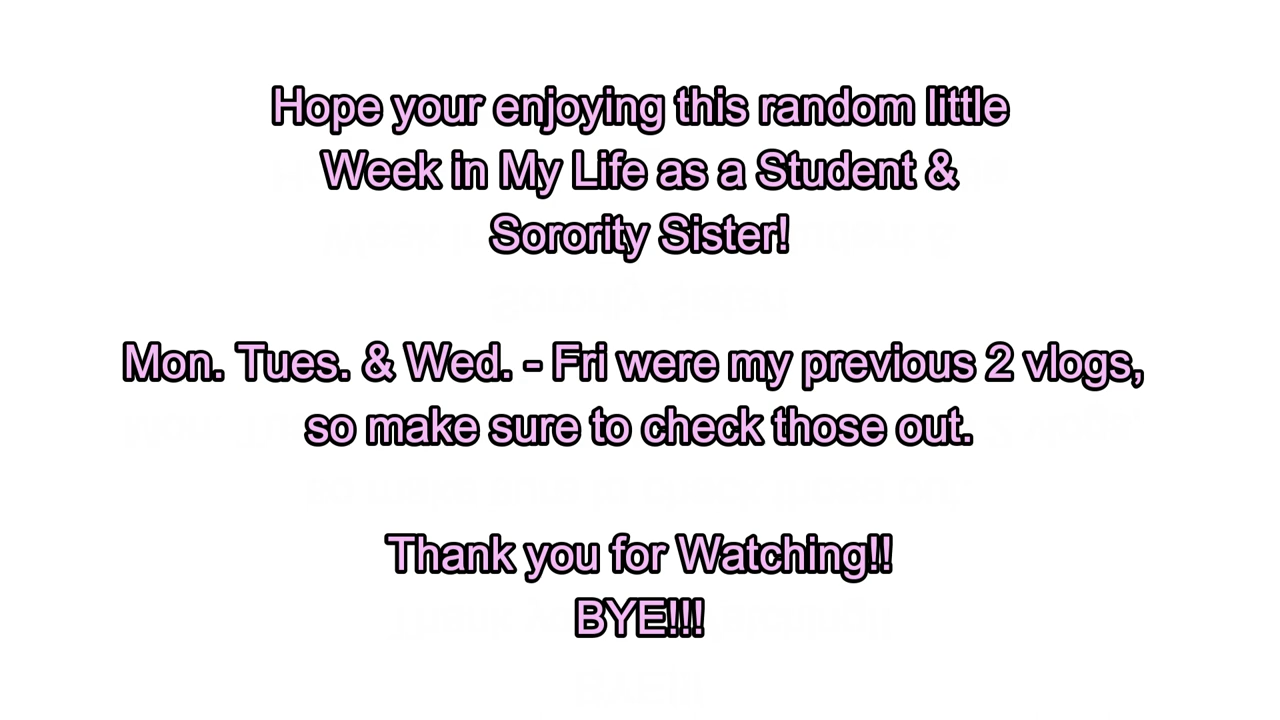 Hope your enjoying this random little
Week in My Life as a Student &
Sorority Sister!
Mon. Tues. & Wed. - Fri were my previous 2 vlogs,
so make sure to check those out.
Thank you for Watching!!
BYE!!!